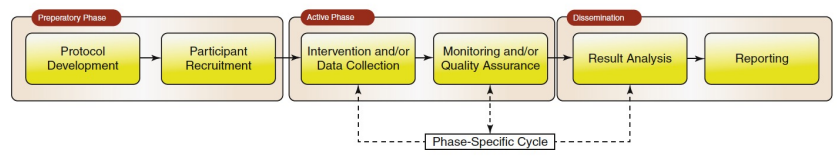 Preperatory Phase
Active Phase
Dissemination
Protocol
Development
Participant
Recruitment
Intervention and/or
Data Collection
Monitoring and/or
Quality Assurance
Result Analysis
Reporting
Phase-Specific Cycle